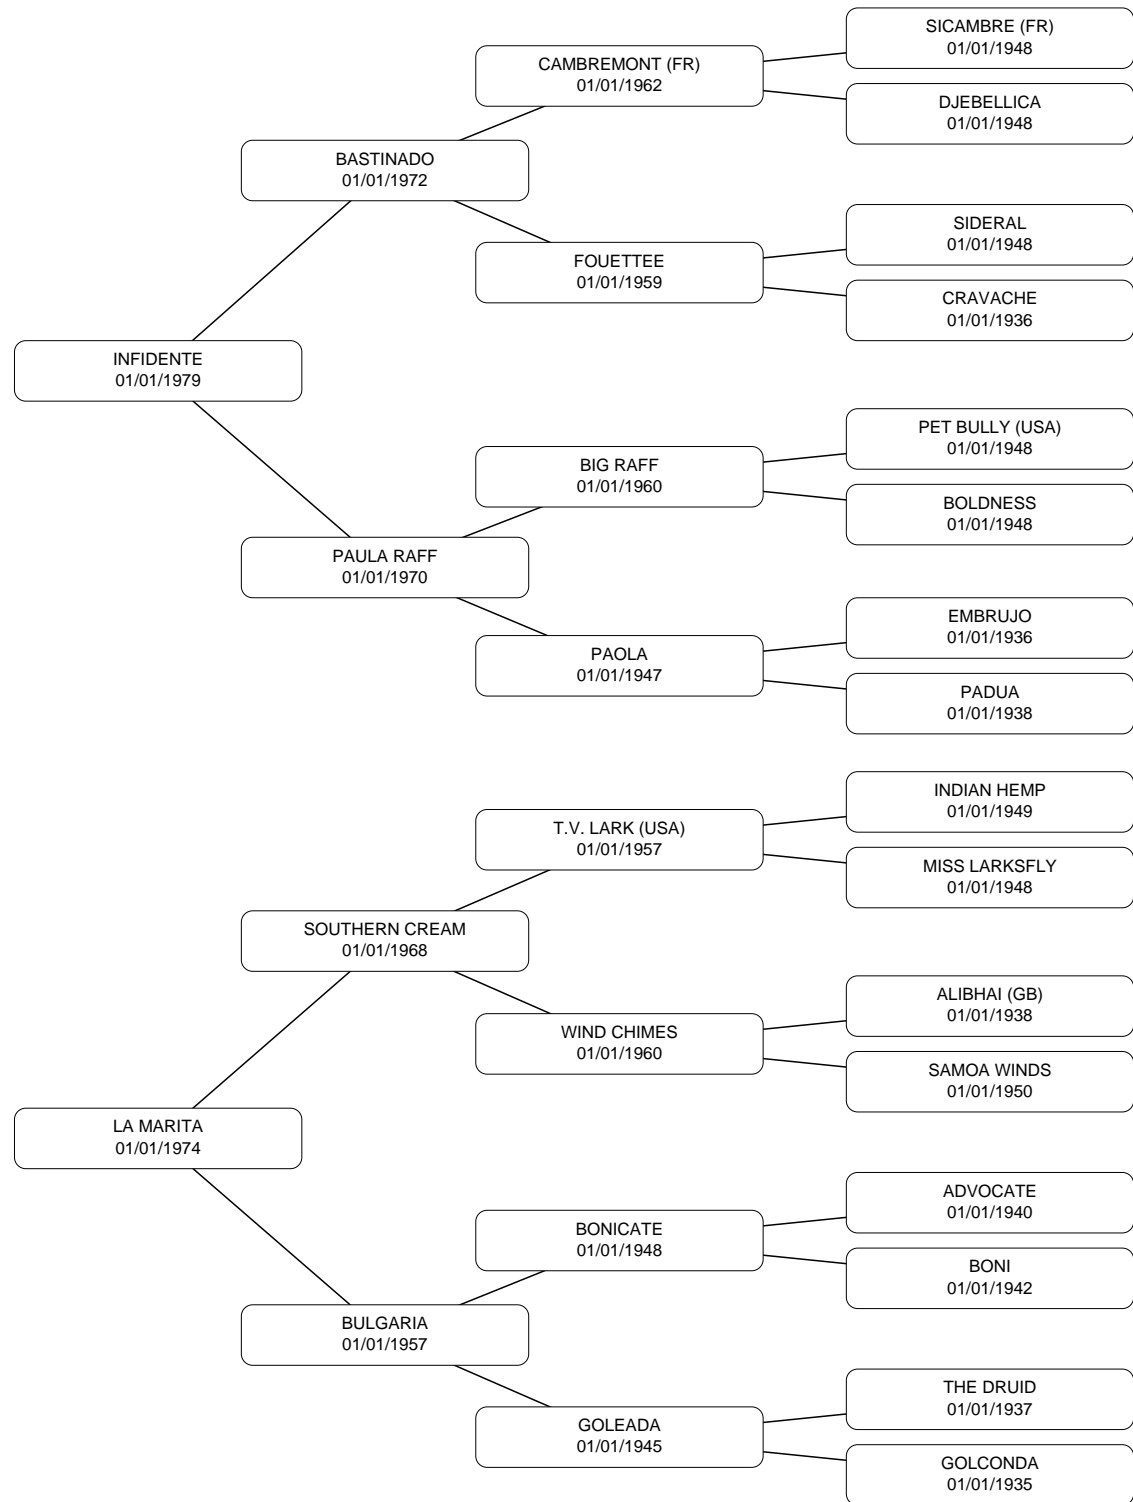 SICAMBRE (FR)
01/01/1948
CAMBREMONT (FR)
01/01/1962
DJEBELLICA
01/01/1948
BASTINADO
01/01/1972
SIDERAL
01/01/1948
FOUETTEE
01/01/1959
CRAVACHE
01/01/1936
INFIDENTE
01/01/1979
PET BULLY (USA)
01/01/1948
BIG RAFF
01/01/1960
BOLDNESS
01/01/1948
PAULA RAFF
01/01/1970
EMBRUJO
01/01/1936
PAOLA
01/01/1947
PADUA
01/01/1938
INDIAN HEMP
01/01/1949
T.V. LARK (USA)
01/01/1957
MISS LARKSFLY
01/01/1948
SOUTHERN CREAM
01/01/1968
ALIBHAI (GB)
01/01/1938
WIND CHIMES
01/01/1960
SAMOA WINDS
01/01/1950
LA MARITA
01/01/1974
ADVOCATE
01/01/1940
BONICATE
01/01/1948
BONI
01/01/1942
BULGARIA
01/01/1957
THE DRUID
01/01/1937
GOLEADA
01/01/1945
GOLCONDA
01/01/1935